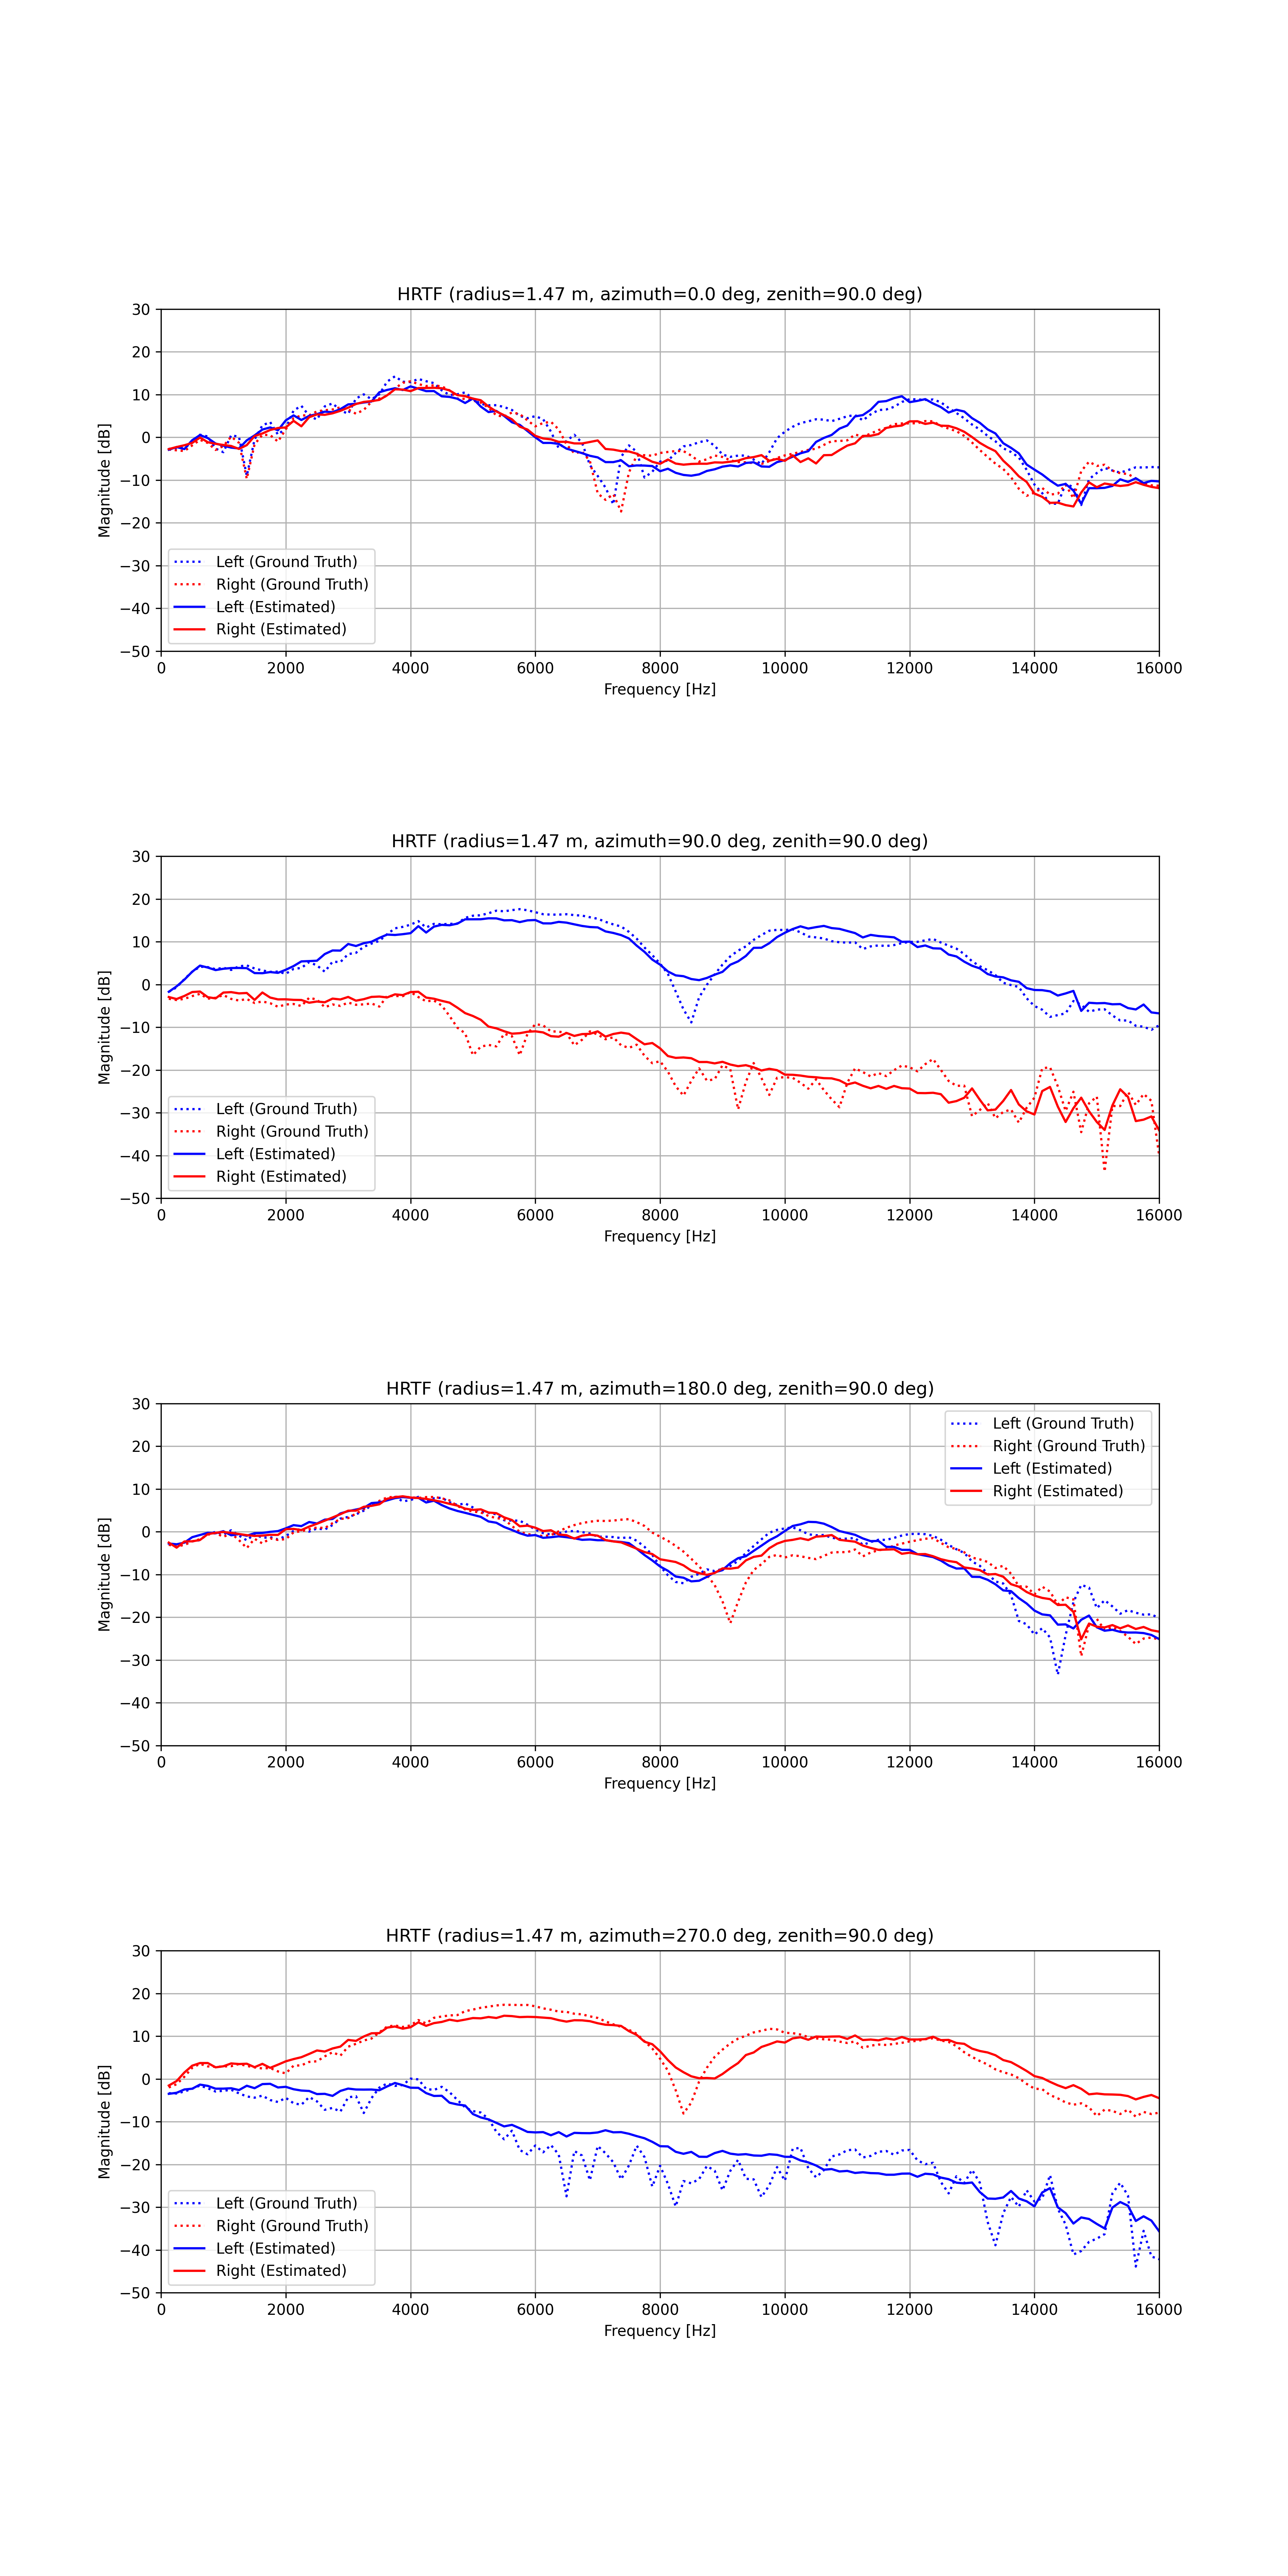 HRTF (radius=1.47 m, azimuth=0.0 deg, zenith=90.0 deg)
30
20
10
0
−10
−20
−30
−40
−50
Magnitude [dB]
Left (Ground Truth)
Right (Ground Truth)
Left (Estimated)
Right (Estimated)
0 2000 4000 6000 8000 10000 12000 14000 16000
Frequency [Hz]
HRTF (radius=1.47 m, azimuth=90.0 deg, zenith=90.0 deg)
30
20
10
0
−10
−20
−30
−40
−50
Magnitude [dB]
Left (Ground Truth)
Right (Ground Truth)
Left (Estimated)
Right (Estimated)
0 2000 4000 6000 8000 10000 12000 14000 16000
Frequency [Hz]
HRTF (radius=1.47 m, azimuth=180.0 deg, zenith=90.0 deg)
30
20
10
0
−10
−20
−30
−40
−50
Magnitude [dB]
Left (Ground Truth)
Right (Ground Truth)
Left (Estimated)
Right (Estimated)
0 2000 4000 6000 8000 10000 12000 14000 16000
Frequency [Hz]
HRTF (radius=1.47 m, azimuth=270.0 deg, zenith=90.0 deg)
30
20
10
0
−10
−20
−30
−40
−50
Magnitude [dB]
Left (Ground Truth)
Right (Ground Truth)
Left (Estimated)
Right (Estimated)
0 2000 4000 6000 8000 10000 12000 14000 16000
Frequency [Hz]